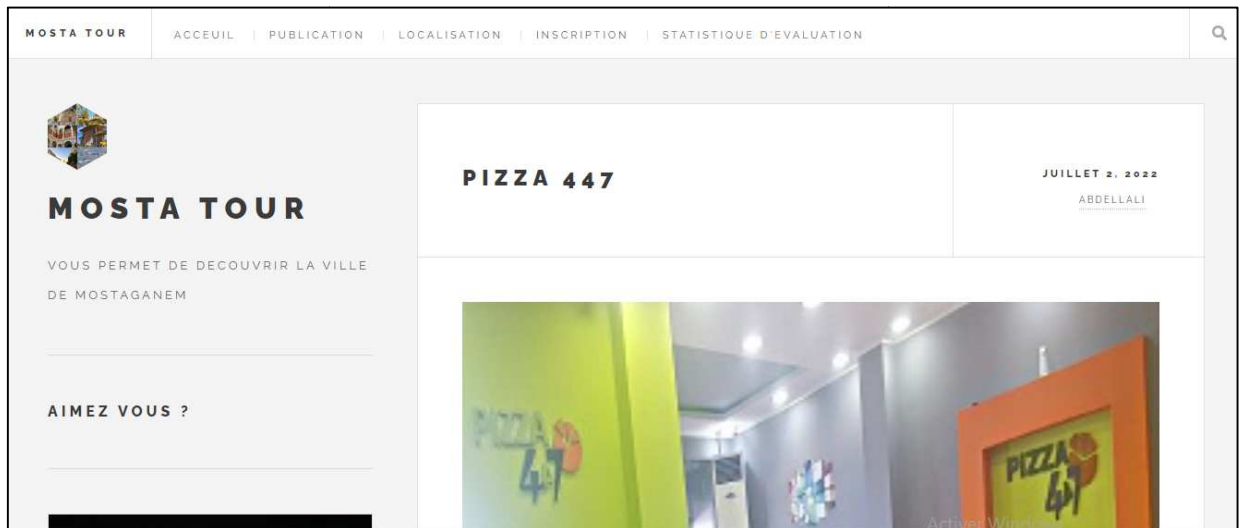 MOSTA TOUR
ACCEUIL
PUBLICATION
LOCALISATION
INSCRIPTION
STATISTIQUE D'EVALUATION
MOSTA TOUR
VOUS PERMET DE DECOUVRIR LA VILLE
DE MOSTAGANEM
AIMEZ VOUS ?
PIZZA 447
JUILLET 2, 2022
ABDELLALI
PIZZA
47
PIZZA
47
Activer Windo